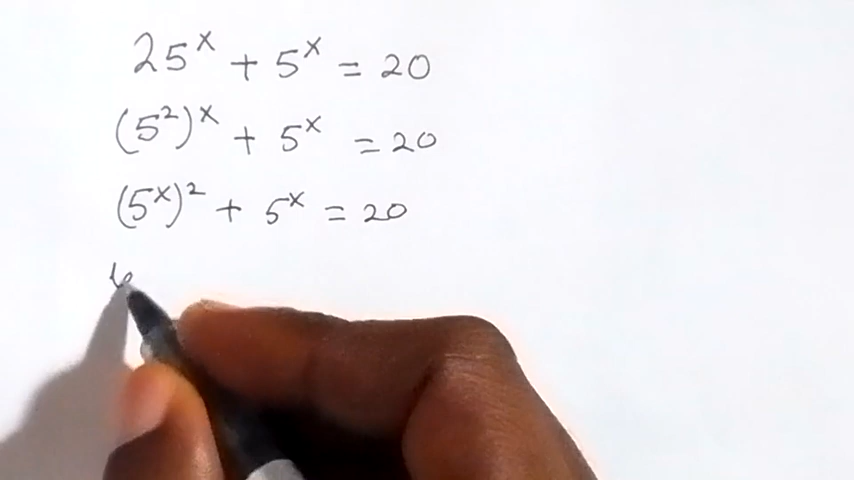 25^x + 5^x = 20
(5^2)^x + 5^x = 20
(5^x)^2 + 5^x = 20